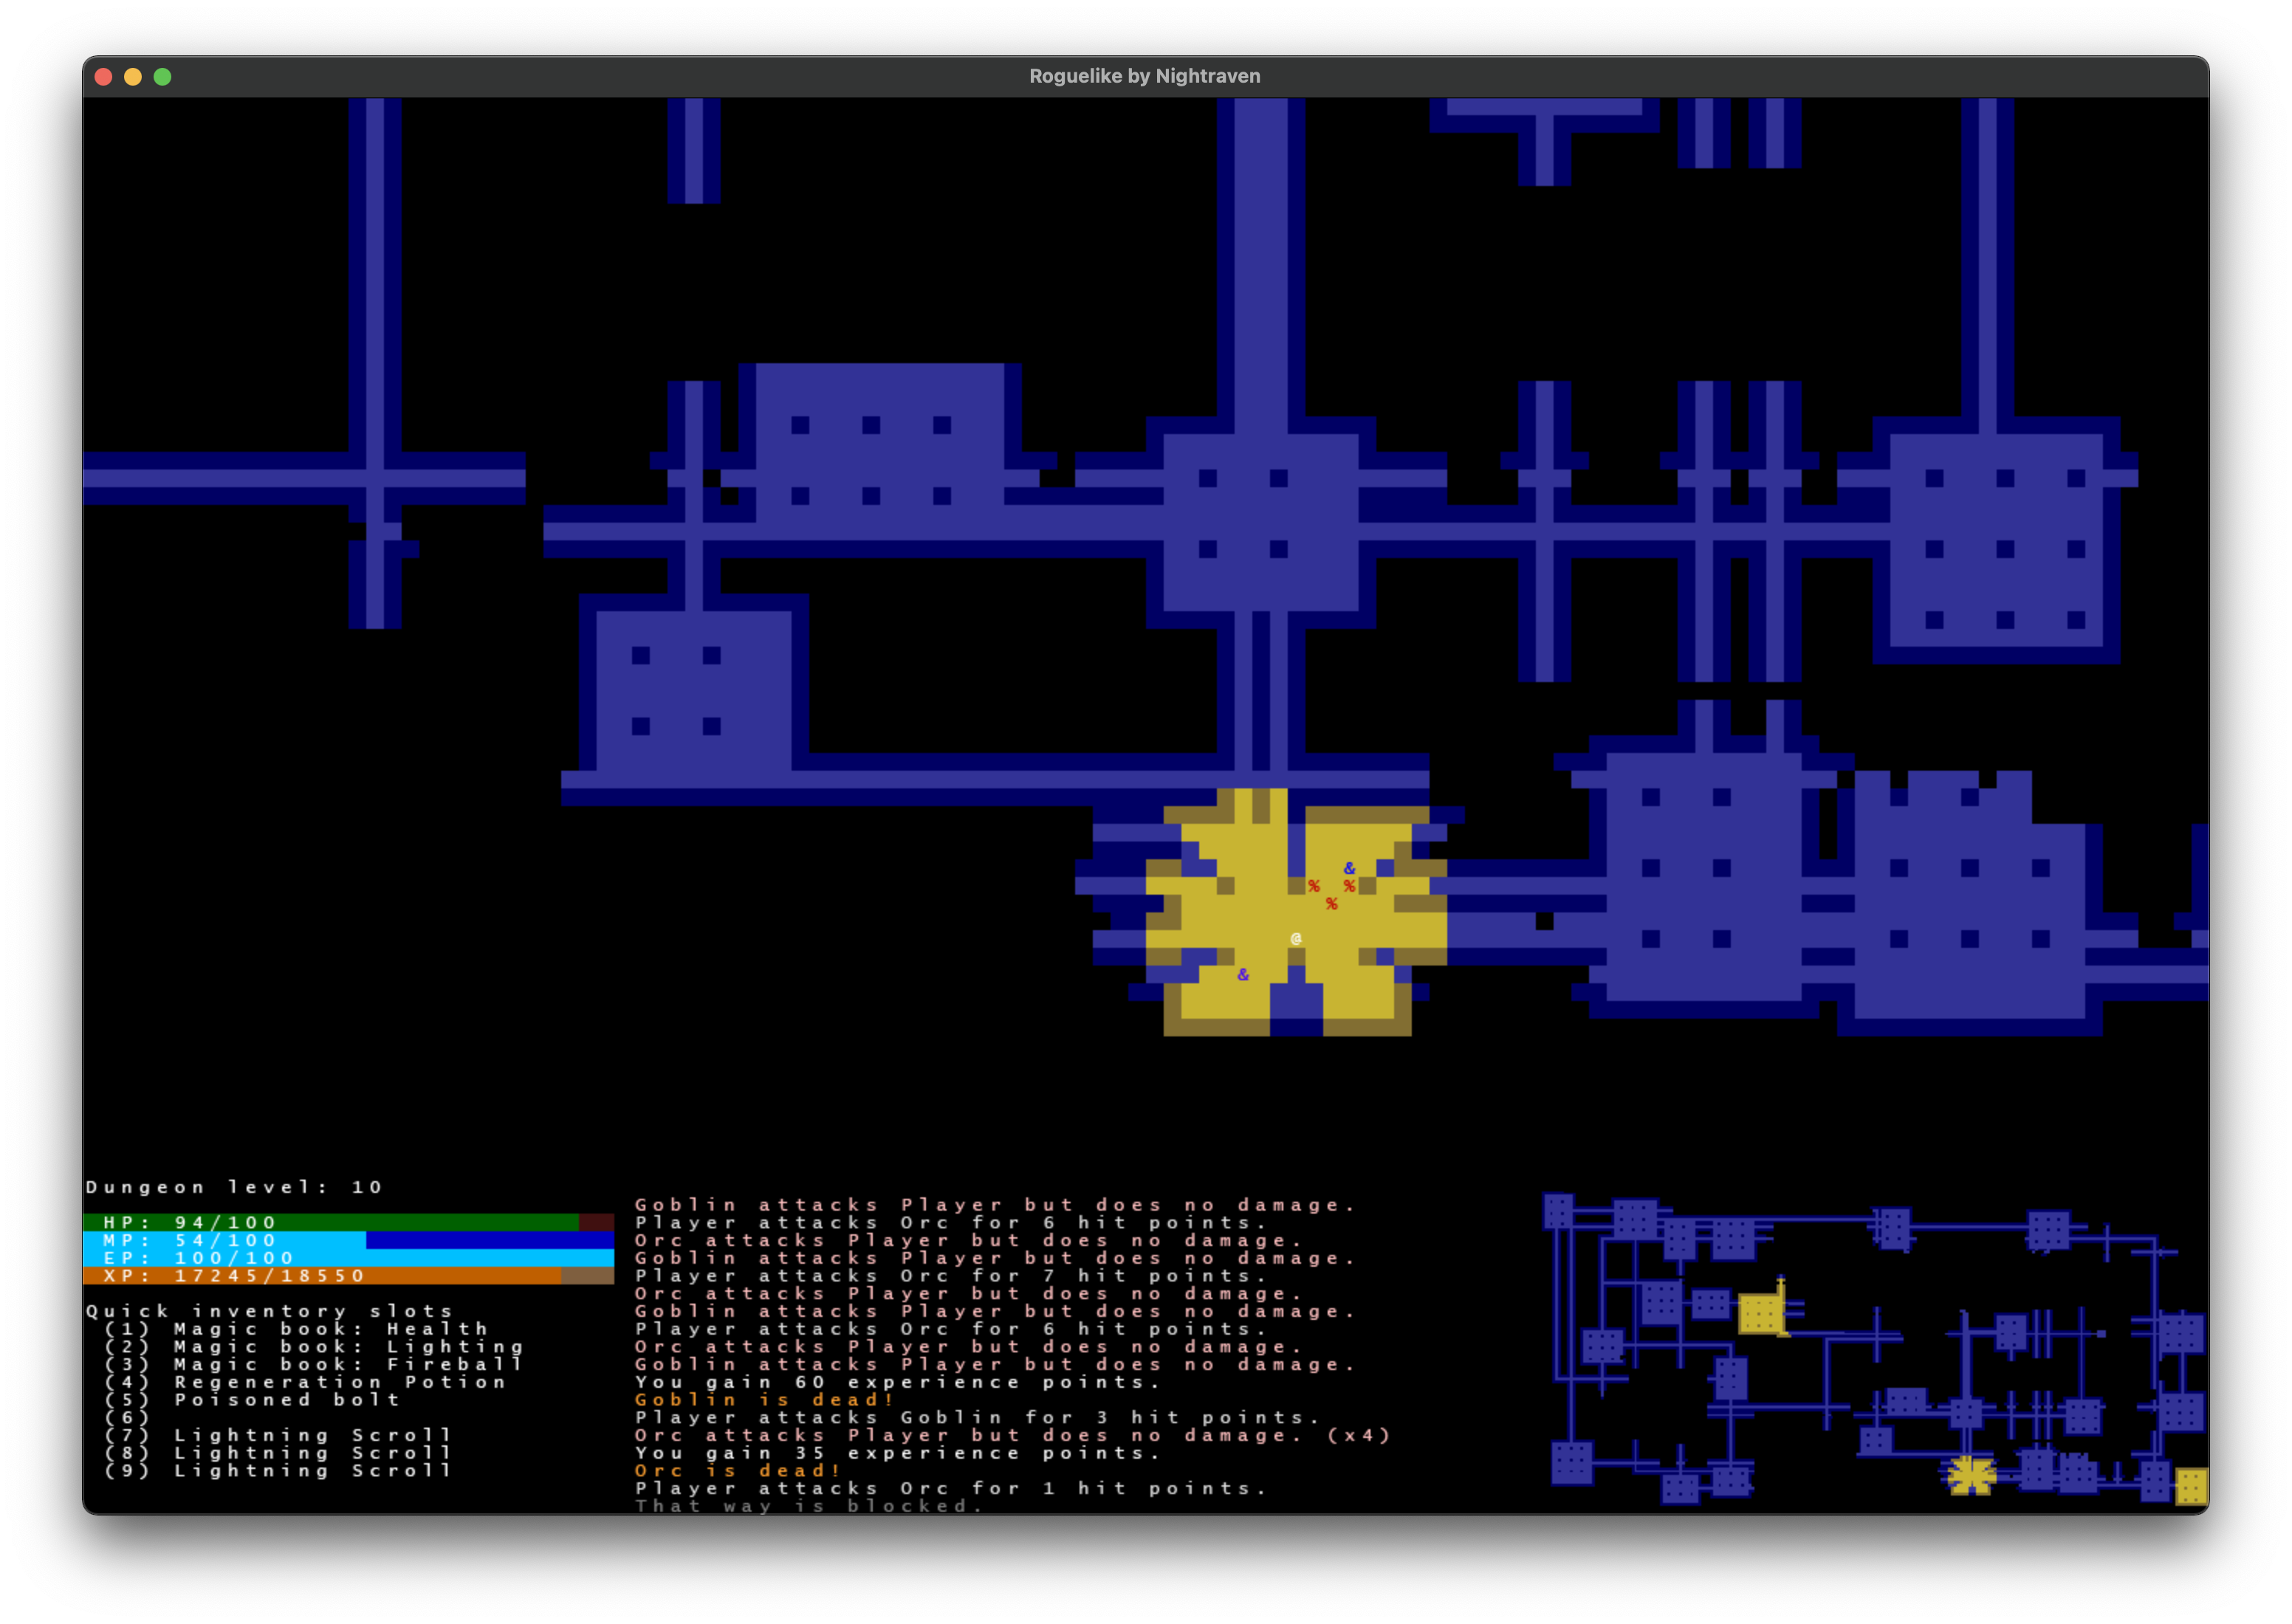 Roguelike by Nightraven
&
% %
%
@
&
Dungeon level: 10
HP: 94/100
MP: 54/100
EP: 100/100
XP: 17245/18550
Quick inventory slots
(1) Magic book: Health
(2) Magic book: Lighting
(3) Magic book: Fireball
(4) Regeneration Potion
(5) Poisoned bolt
(6)
(7) Lightning Scroll
(8) Lightning Scroll
(9) Lightning Scroll
Goblin attacks Player but does no damage.
Player attacks Orc for 6 hit points.
Orc attacks Player but does no damage.
Goblin attacks Player but does no damage.
Player attacks Orc for 7 hit points.
Orc attacks Player but does no damage.
Goblin attacks Player but does no damage.
Player attacks Orc for 6 hit points.
Orc attacks Player but does no damage.
Goblin attacks Player but does no damage.
You gain 60 experience points.
Goblin is dead!
Player attacks Goblin for 3 hit points.
Orc attacks Player but does no damage. (x4)
You gain 35 experience points.
Orc is dead!
Player attacks Orc for 1 hit points.
That way is blocked.